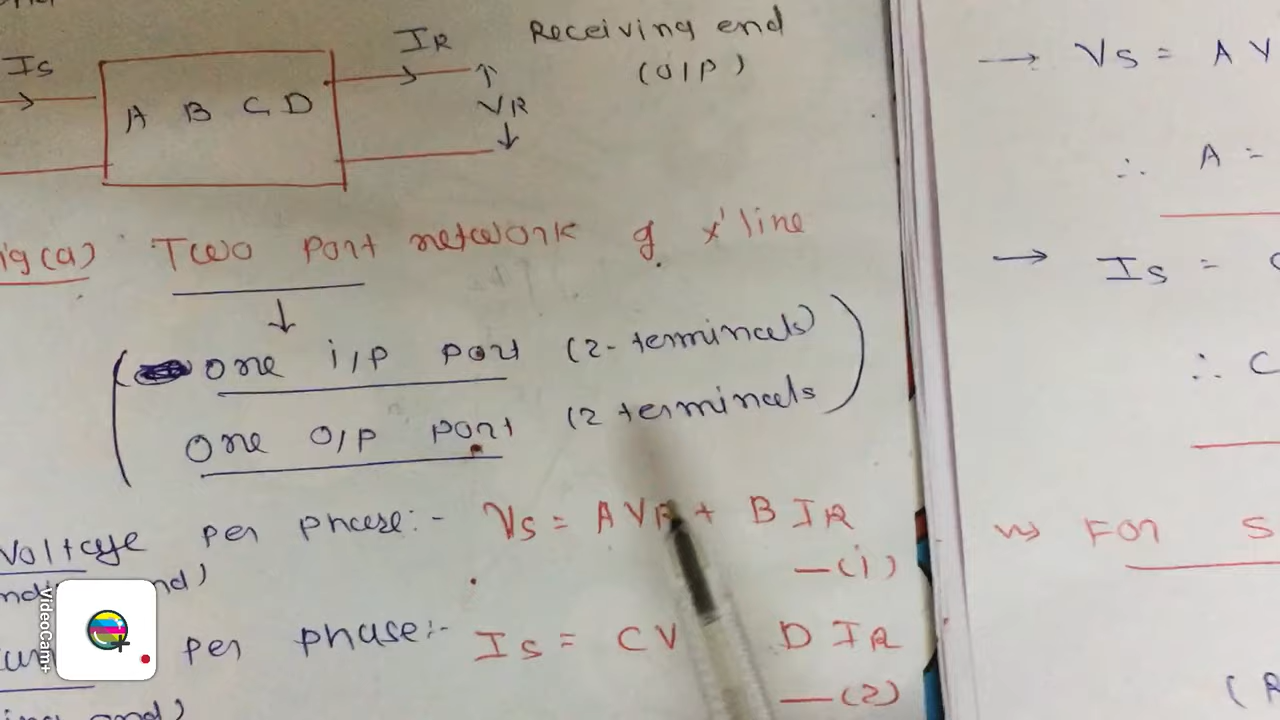 IR Receiving end
IS
(O/P)
A B C D
VR
fig(a) Two port network of x'line
one i/p port (2-terminals)
one O/P port (2 terminals)
Voltage per phase:- VS = A VR + B IR
—(1)
per phase:- IS = CV D IR
—(2)
→ VS = A V
∴ A =
→ IS = C
∴ C
For S
(R
VideoCam+